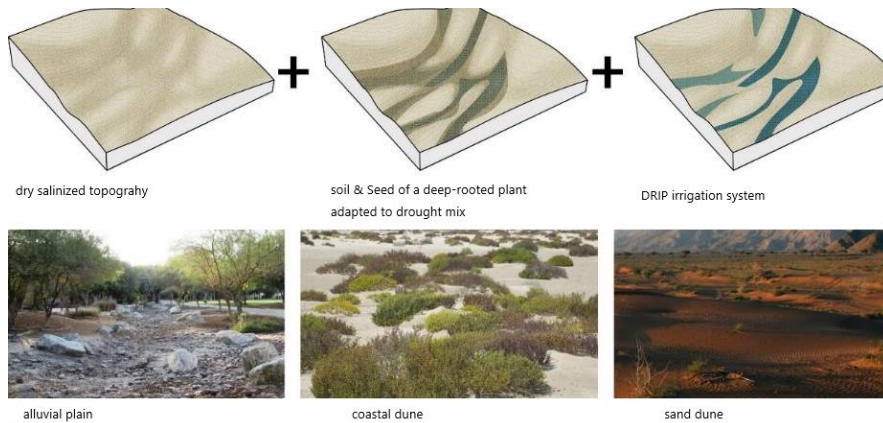 dry salinized topograhy
soil & Seed of a deep-rooted plant
adapted to drought mix
DRIP irrigation system
alluvial plain
coastal dune
sand dune